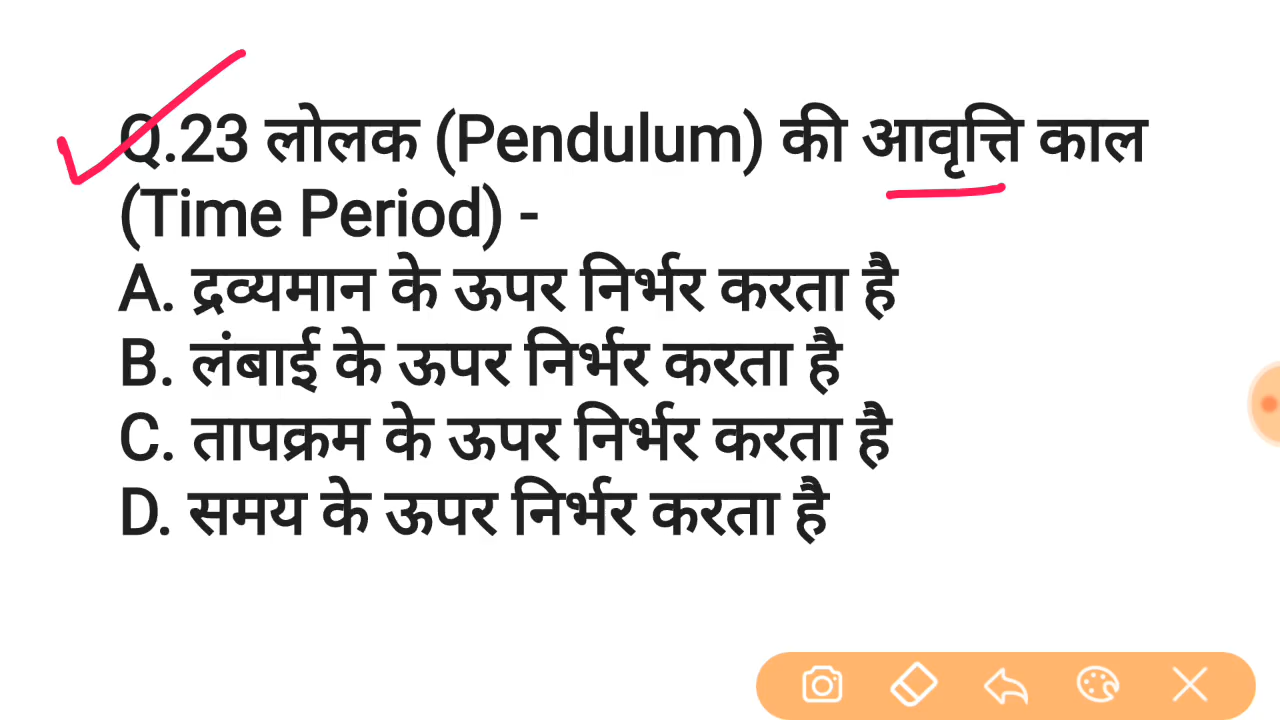 Q.23 लोलक (Pendulum) की आवृत्ति काल
(Time Period) -
A. द्रव्यमान के ऊपर निर्भर करता है
B. लंबाई के ऊपर निर्भर करता है
C. तापक्रम के ऊपर निर्भर करता है
D. समय के ऊपर निर्भर करता है